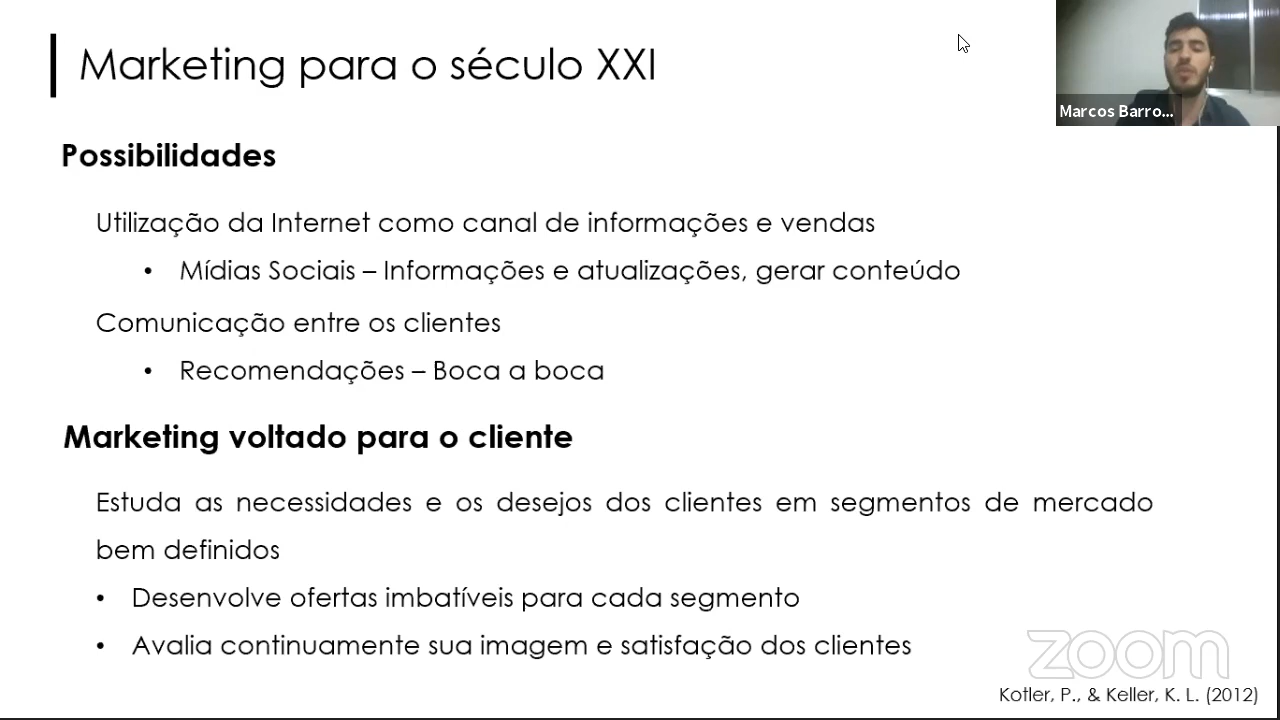 Marketing para o século XXI
Marcos Barro...
Possibilidades
Utilização da Internet como canal de informações e vendas
• Mídias Sociais – Informações e atualizações, gerar conteúdo
Comunicação entre os clientes
• Recomendações – Boca a boca
Marketing voltado para o cliente
Estuda as necessidades e os desejos dos clientes em segmentos de mercado
bem definidos
• Desenvolve ofertas imbatíveis para cada segmento
• Avalia continuamente sua imagem e satisfação dos clientes
zoom
Kotler, P., & Keller, K. L. (2012)